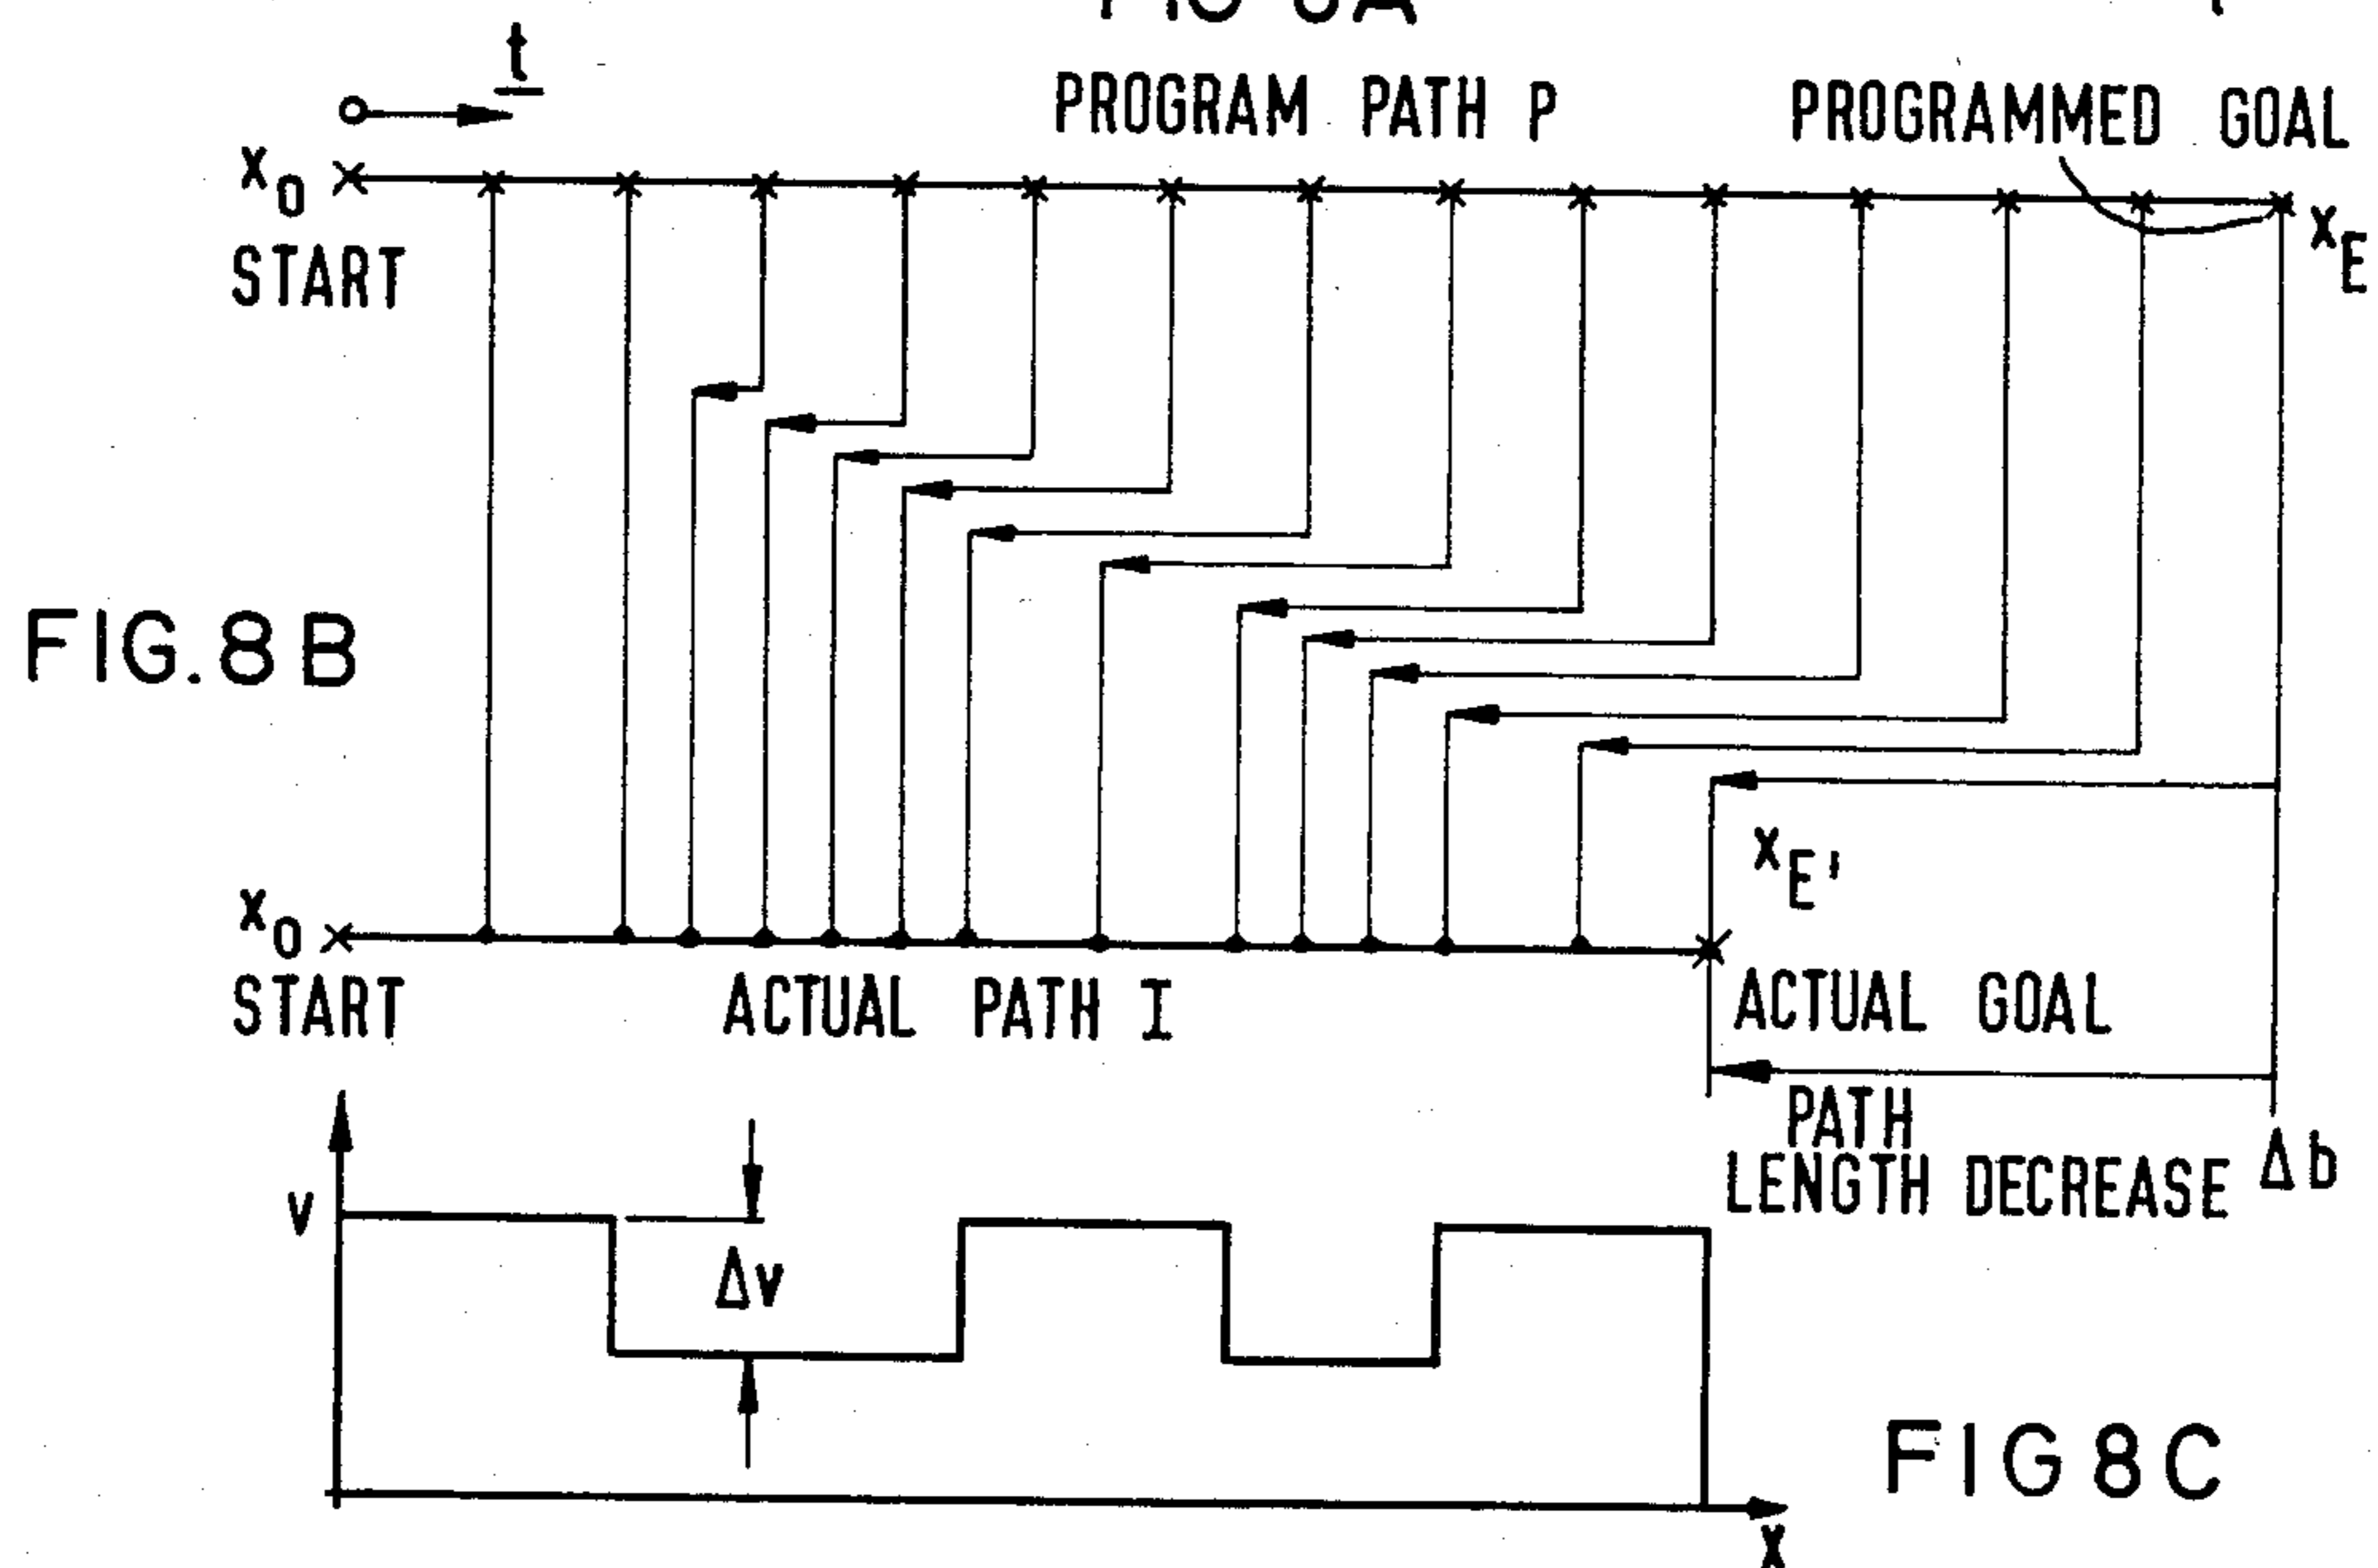 t
PROGRAM PATH P
PROGRAMMED GOAL
x0
START
xE
FIG.8B
xE'
x0
START
ACTUAL PATH I
ACTUAL GOAL
PATH
LENGTH DECREASE Δb
v
Δv
FIG 8C
x